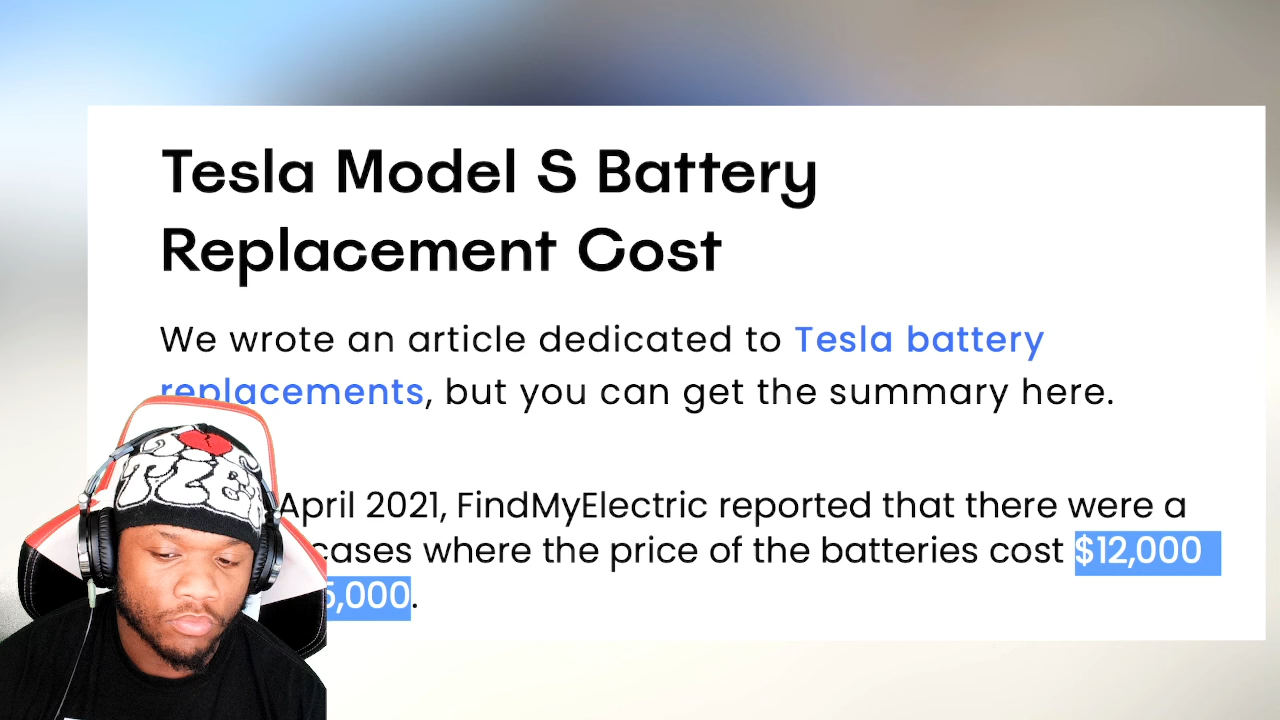 Tesla Model S Battery
Replacement Cost
We wrote an article dedicated to Tesla battery
replacements, but you can get the summary here.
April 2021, FindMyElectric reported that there were a
cases where the price of the batteries cost $12,000
5,000.